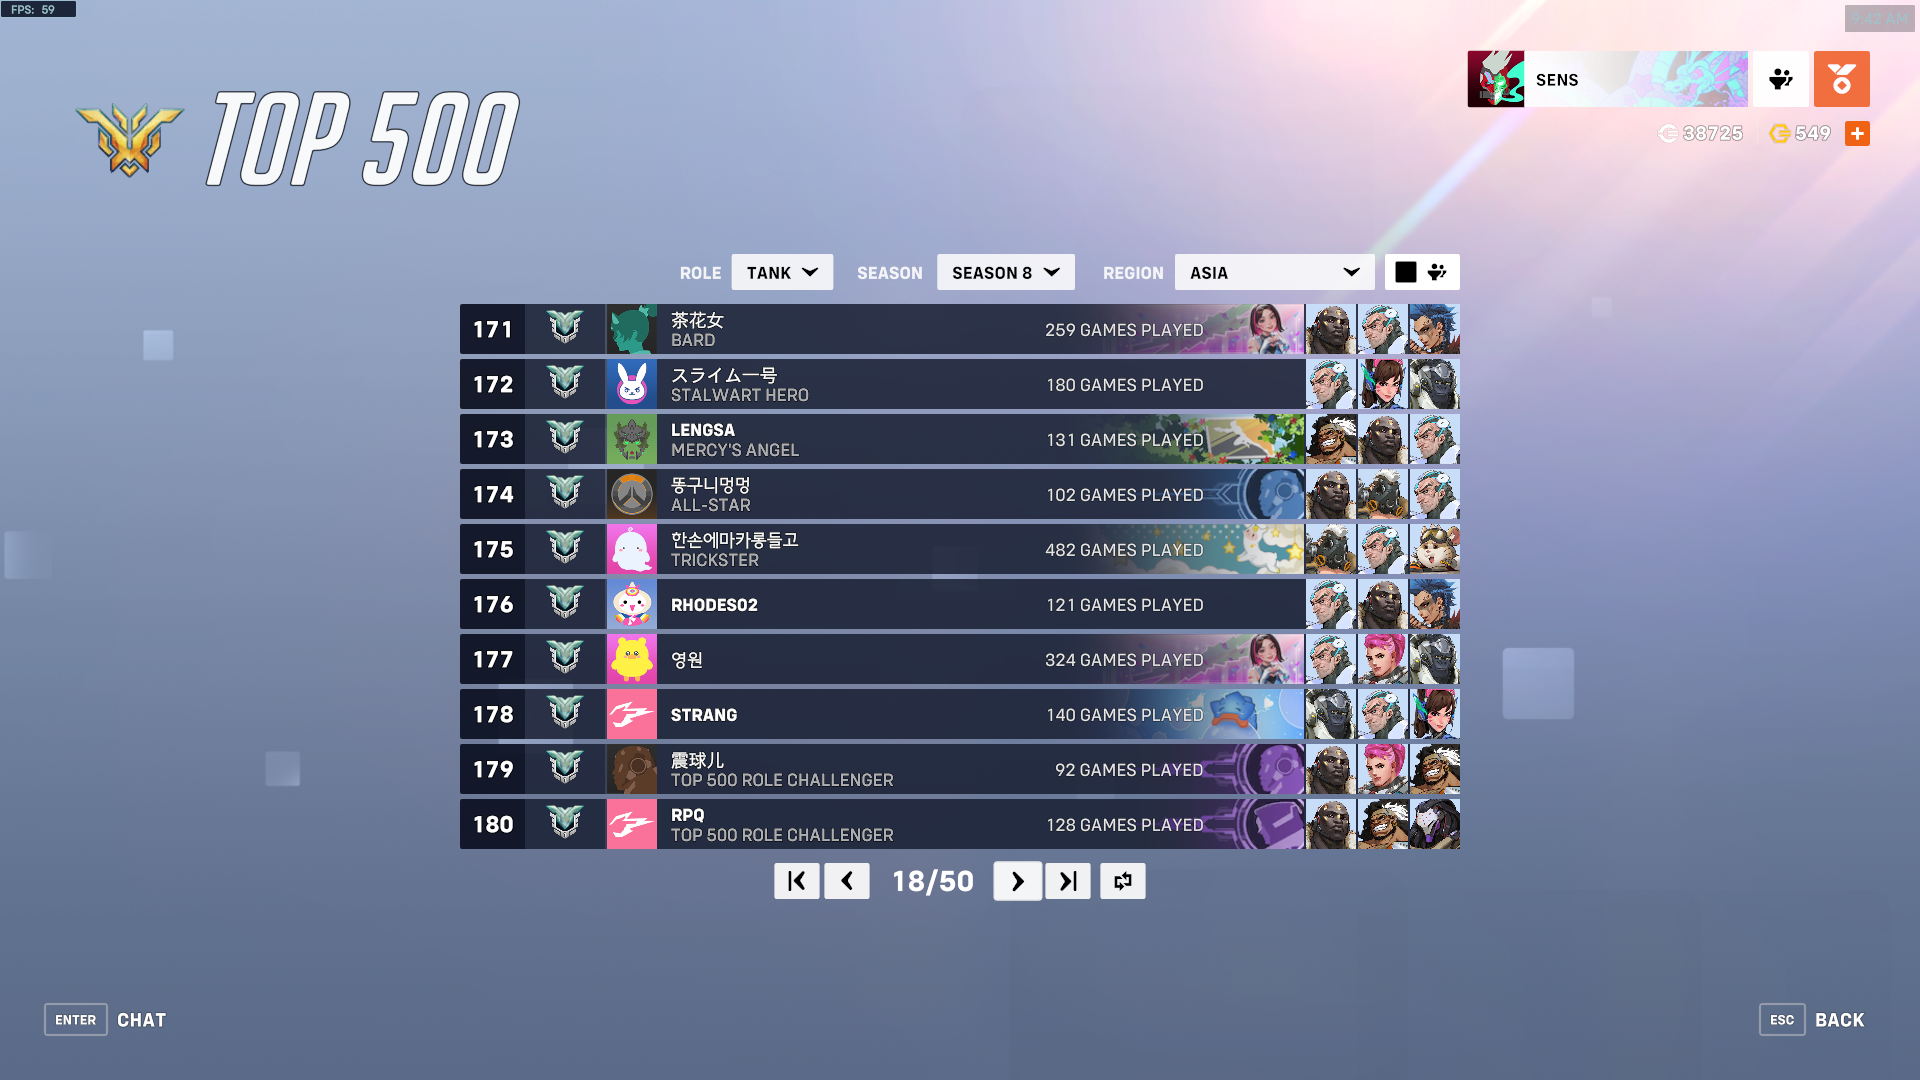 FPS: 59
9:42 AM
TOP 500
SENS
38725
549
ROLE
TANK
SEASON
SEASON 8
REGION
ASIA
171
茶花女
BARD
259 GAMES PLAYED
172
スライム一号
STALWART HERO
180 GAMES PLAYED
173
LENGSA
MERCY'S ANGEL
131 GAMES PLAYED
174
똥구니멍멍
ALL-STAR
102 GAMES PLAYED
175
한손에마카롱들고
TRICKSTER
482 GAMES PLAYED
176
RHODES02
121 GAMES PLAYED
177
영원
324 GAMES PLAYED
178
STRANG
140 GAMES PLAYED
179
震球儿
TOP 500 ROLE CHALLENGER
92 GAMES PLAYED
180
RPQ
TOP 500 ROLE CHALLENGER
128 GAMES PLAYED
18/50
ENTER
CHAT
ESC
BACK